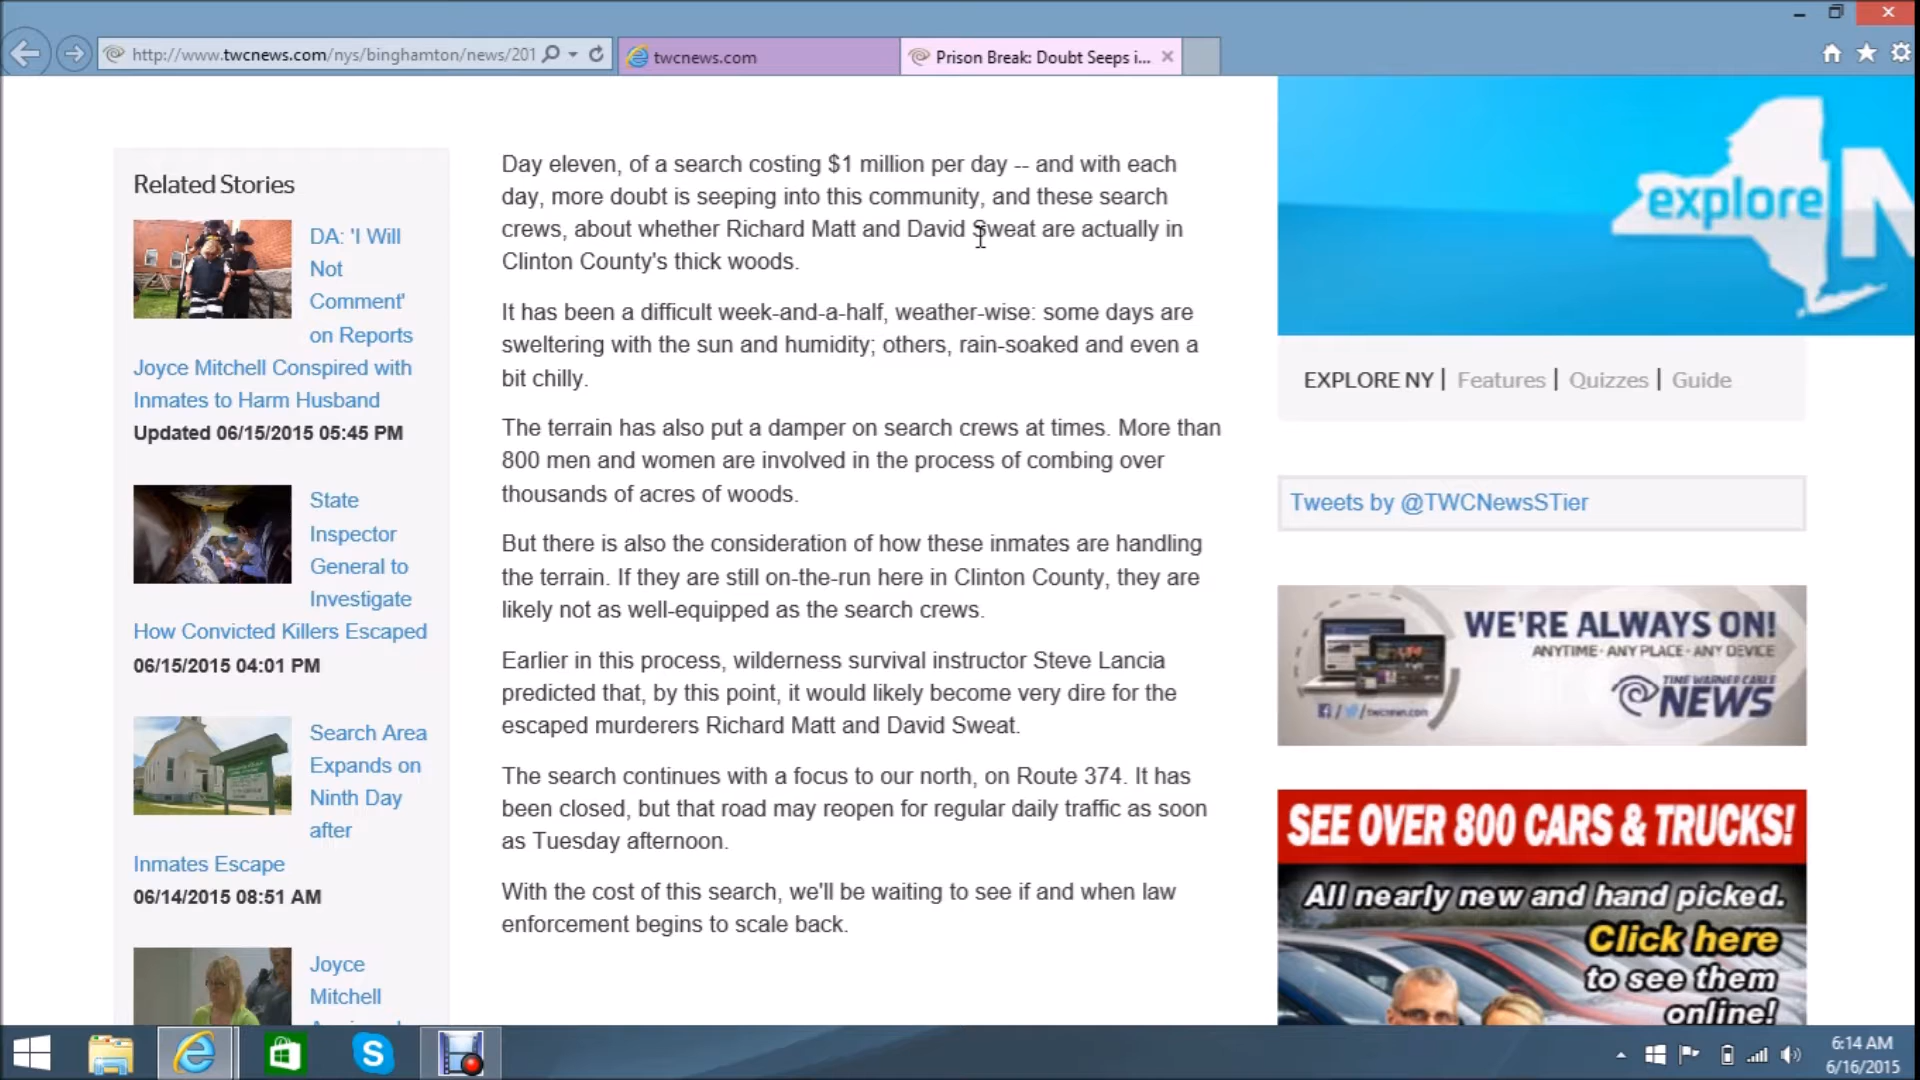 http://www.twcnews.com/nys/binghamton/news/201
twcnews.com
Prison Break: Doubt Seeps i...
Related Stories
DA: 'I Will
Not
Comment'
on Reports
Joyce Mitchell Conspired with
Inmates to Harm Husband
Updated 06/15/2015 05:45 PM
State
Inspector
General to
Investigate
How Convicted Killers Escaped
06/15/2015 04:01 PM
Search Area
Expands on
Ninth Day
after
Inmates Escape
06/14/2015 08:51 AM
Joyce
Mitchell
Day eleven, of a search costing $1 million per day -- and with each
day, more doubt is seeping into this community, and these search
crews, about whether Richard Matt and David Sweat are actually in
Clinton County's thick woods.
It has been a difficult week-and-a-half, weather-wise: some days are
sweltering with the sun and humidity; others, rain-soaked and even a
bit chilly.
The terrain has also put a damper on search crews at times. More than
800 men and women are involved in the process of combing over
thousands of acres of woods.
But there is also the consideration of how these inmates are handling
the terrain. If they are still on-the-run here in Clinton County, they are
likely not as well-equipped as the search crews.
Earlier in this process, wilderness survival instructor Steve Lancia
predicted that, by this point, it would likely become very dire for the
escaped murderers Richard Matt and David Sweat.
The search continues with a focus to our north, on Route 374. It has
been closed, but that road may reopen for regular daily traffic as soon
as Tuesday afternoon.
With the cost of this search, we'll be waiting to see if and when law
enforcement begins to scale back.
explore N
EXPLORE NY | Features | Quizzes | Guide
Tweets by @TWCNewsSTier
WE'RE ALWAYS ON!
ANYTIME · ANY PLACE · ANY DEVICE
TIME WARNER CABLE
NEWS
/twcnews.com
SEE OVER 800 CARS & TRUCKS!
All nearly new and hand picked.
Click here
to see them
online!
6:14 AM
6/16/2015